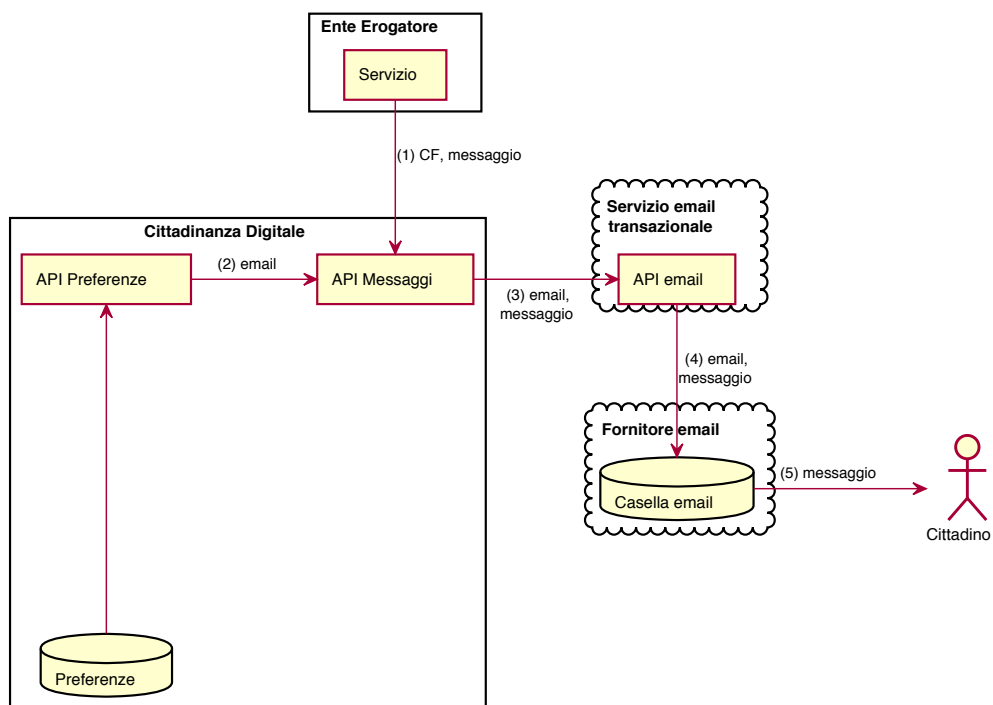 Ente Erogatore
Servizio
(1) CF, messaggio
Servizio email
transazionale
Cittadinanza Digitale
API Preferenze
(2) email
API Messaggi
(3) email,
messaggio
API email
(4) email,
messaggio
Fornitore email
Casella email
(5) messaggio
Cittadino
Preferenze